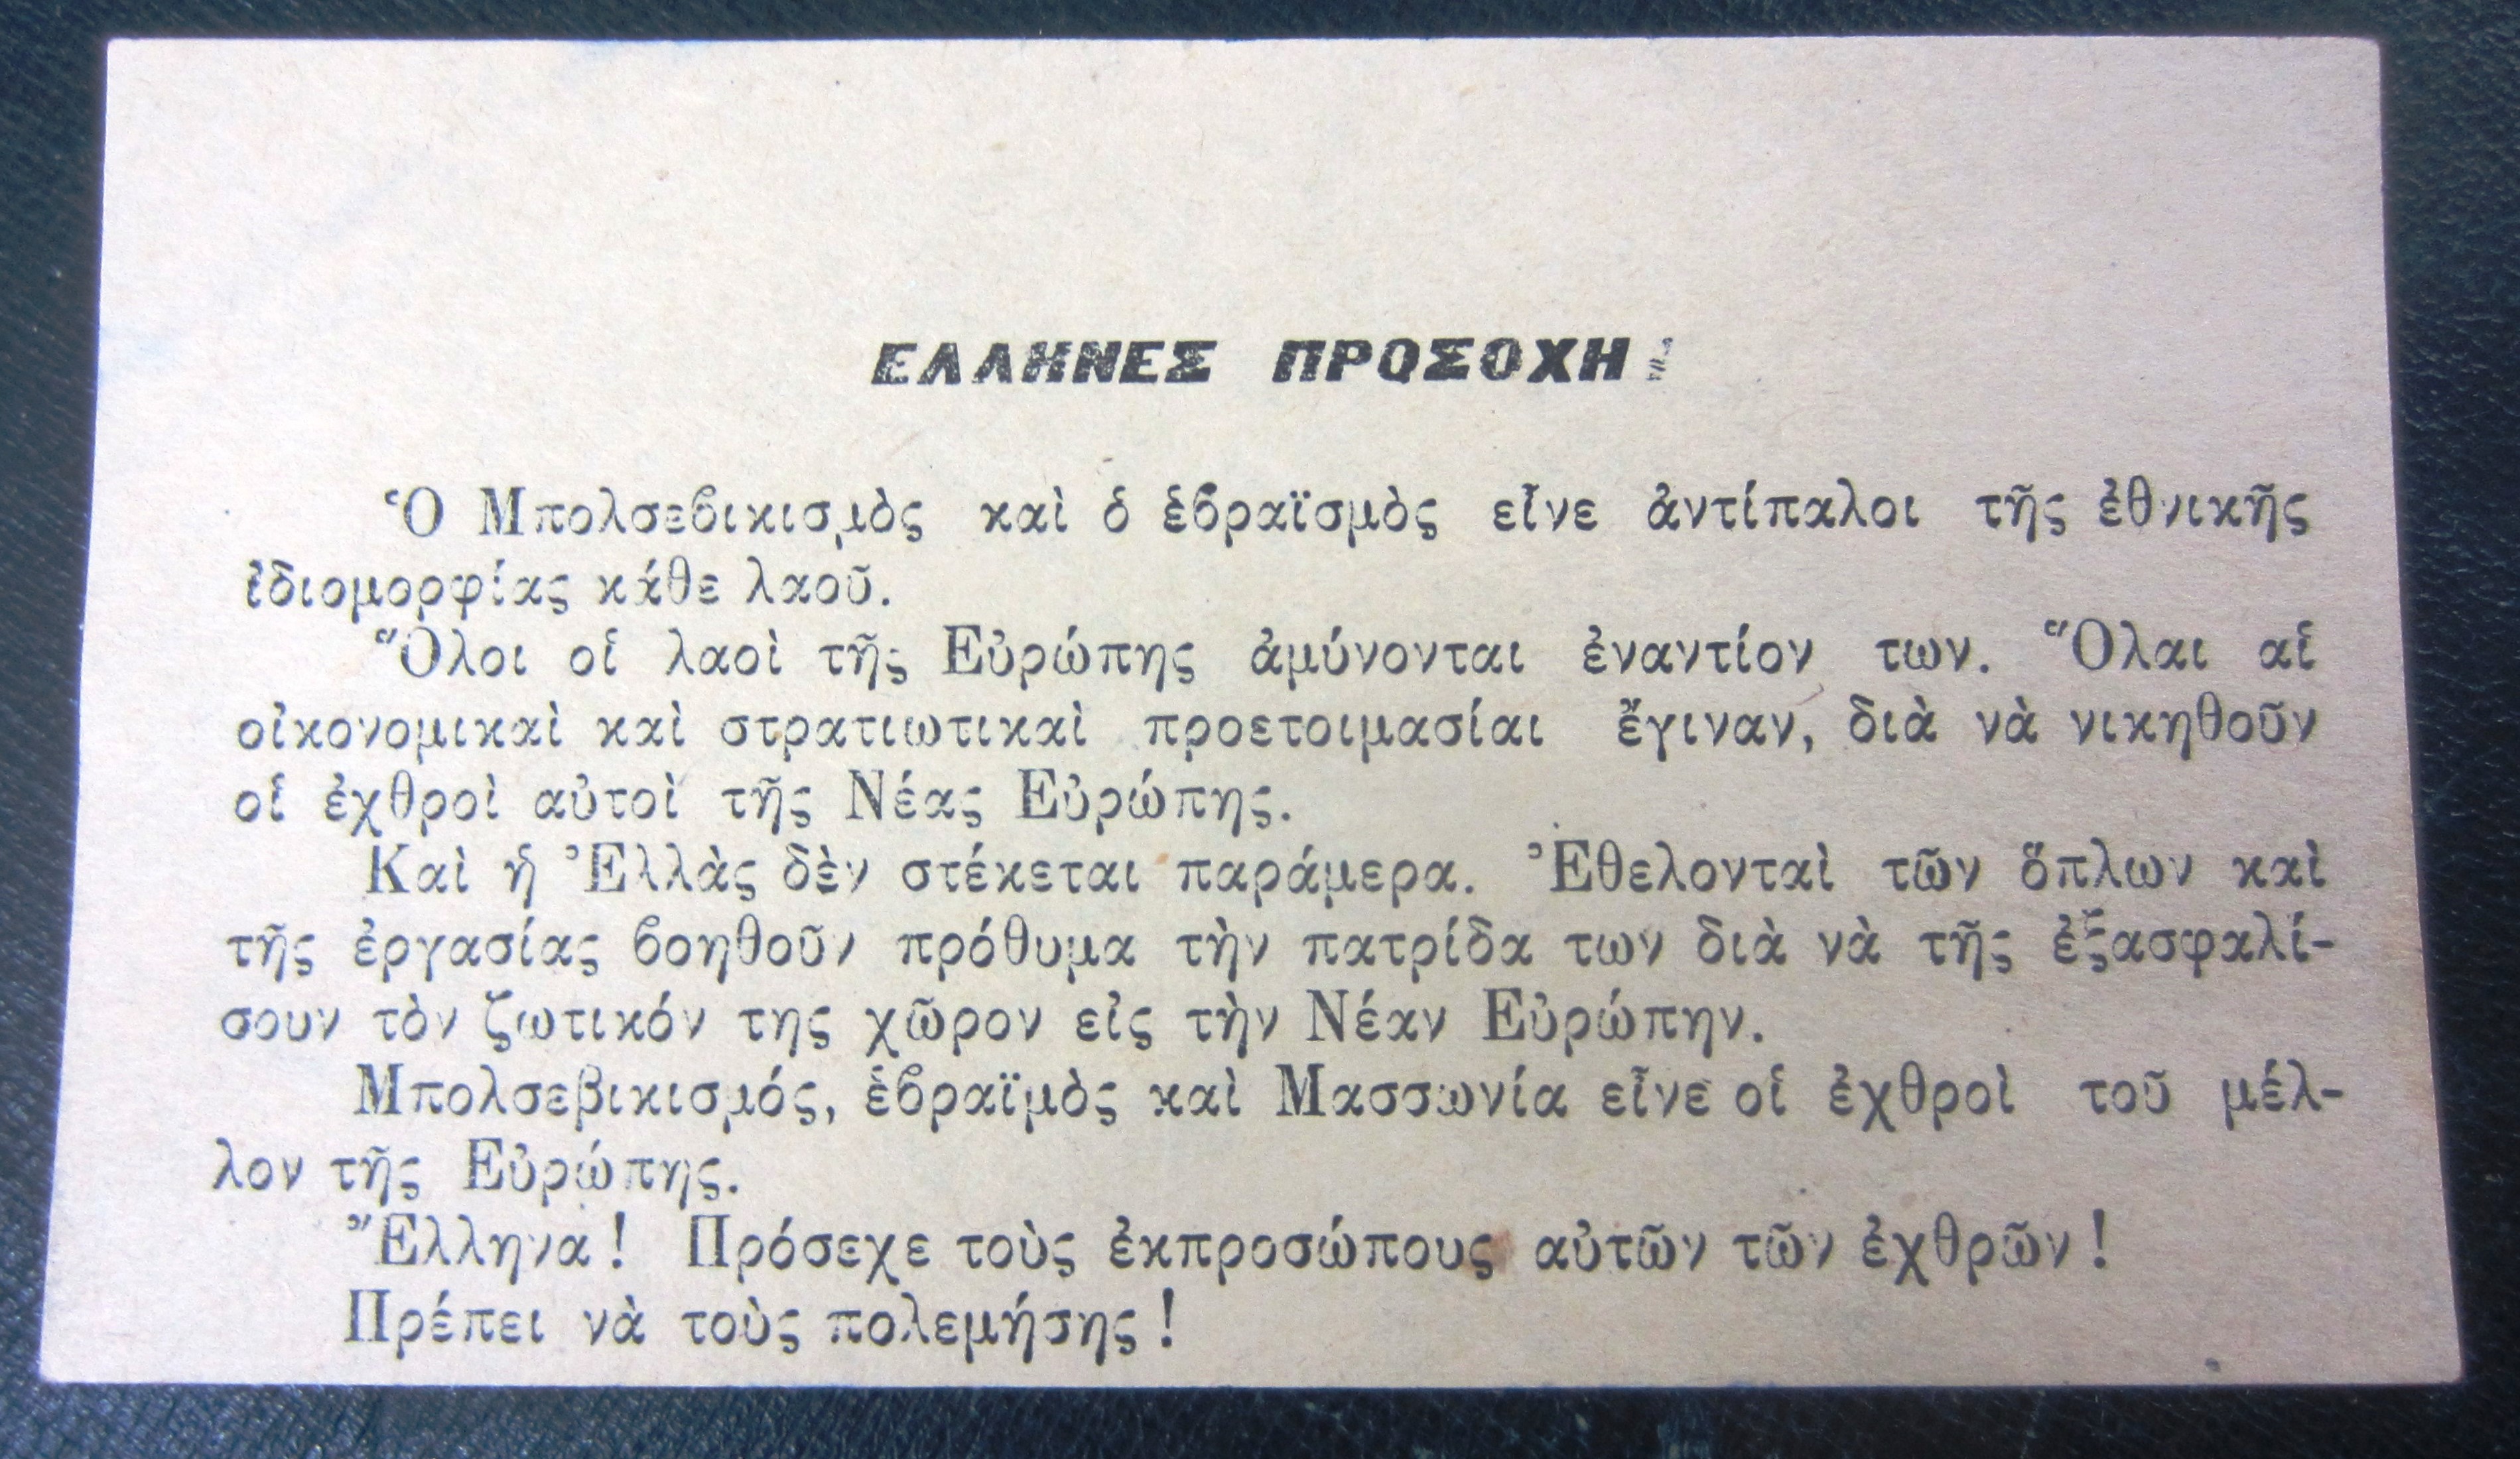 ΕΛΛΗΝΕΣ ΠΡΟΣΟΧΗ!
Ὁ Μπολσεβικισμὸς καὶ ὁ ἑβραϊσμὸς εἶνε ἀντίπαλοι τῆς ἐθνικῆς
ἰδιομορφίας κάθε λαοῦ.
Ὅλοι οἱ λαοὶ τῆς Εὐρώπης ἀμύνονται ἐναντίον των. Ὅλαι αἱ
οἰκονομικαὶ καὶ στρατιωτικαὶ προετοιμασίαι ἔγιναν, διὰ νὰ νικηθοῦν
οἱ ἐχθροὶ αὐτοὶ τῆς Νέας Εὐρώπης.
Καὶ ἡ Ἐλλὰς δὲν στέκεται παράμερα. Ἐθελονταὶ τῶν ὅπλων καὶ
τῆς ἐργασίας βοηθοῦν πρόθυμα τὴν πατρίδα των διὰ νὰ τῆς ἐξασφαλί-
σουν τὸν ζωτικόν της χῶρον εἰς τὴν Νέαν Εὐρώπην.
Μπολσεβικισμός, ἑβραϊμὸς καὶ Μασσωνία εἶνε οἱ ἐχθροὶ τοῦ μέλ-
λον τῆς Εὐρώπης.
Ἔλληνα! Πρόσεχε τοὺς ἐκπροσώπους αὐτῶν τῶν ἐχθρῶν!
Πρέπει νὰ τοὺς πολεμήσης!